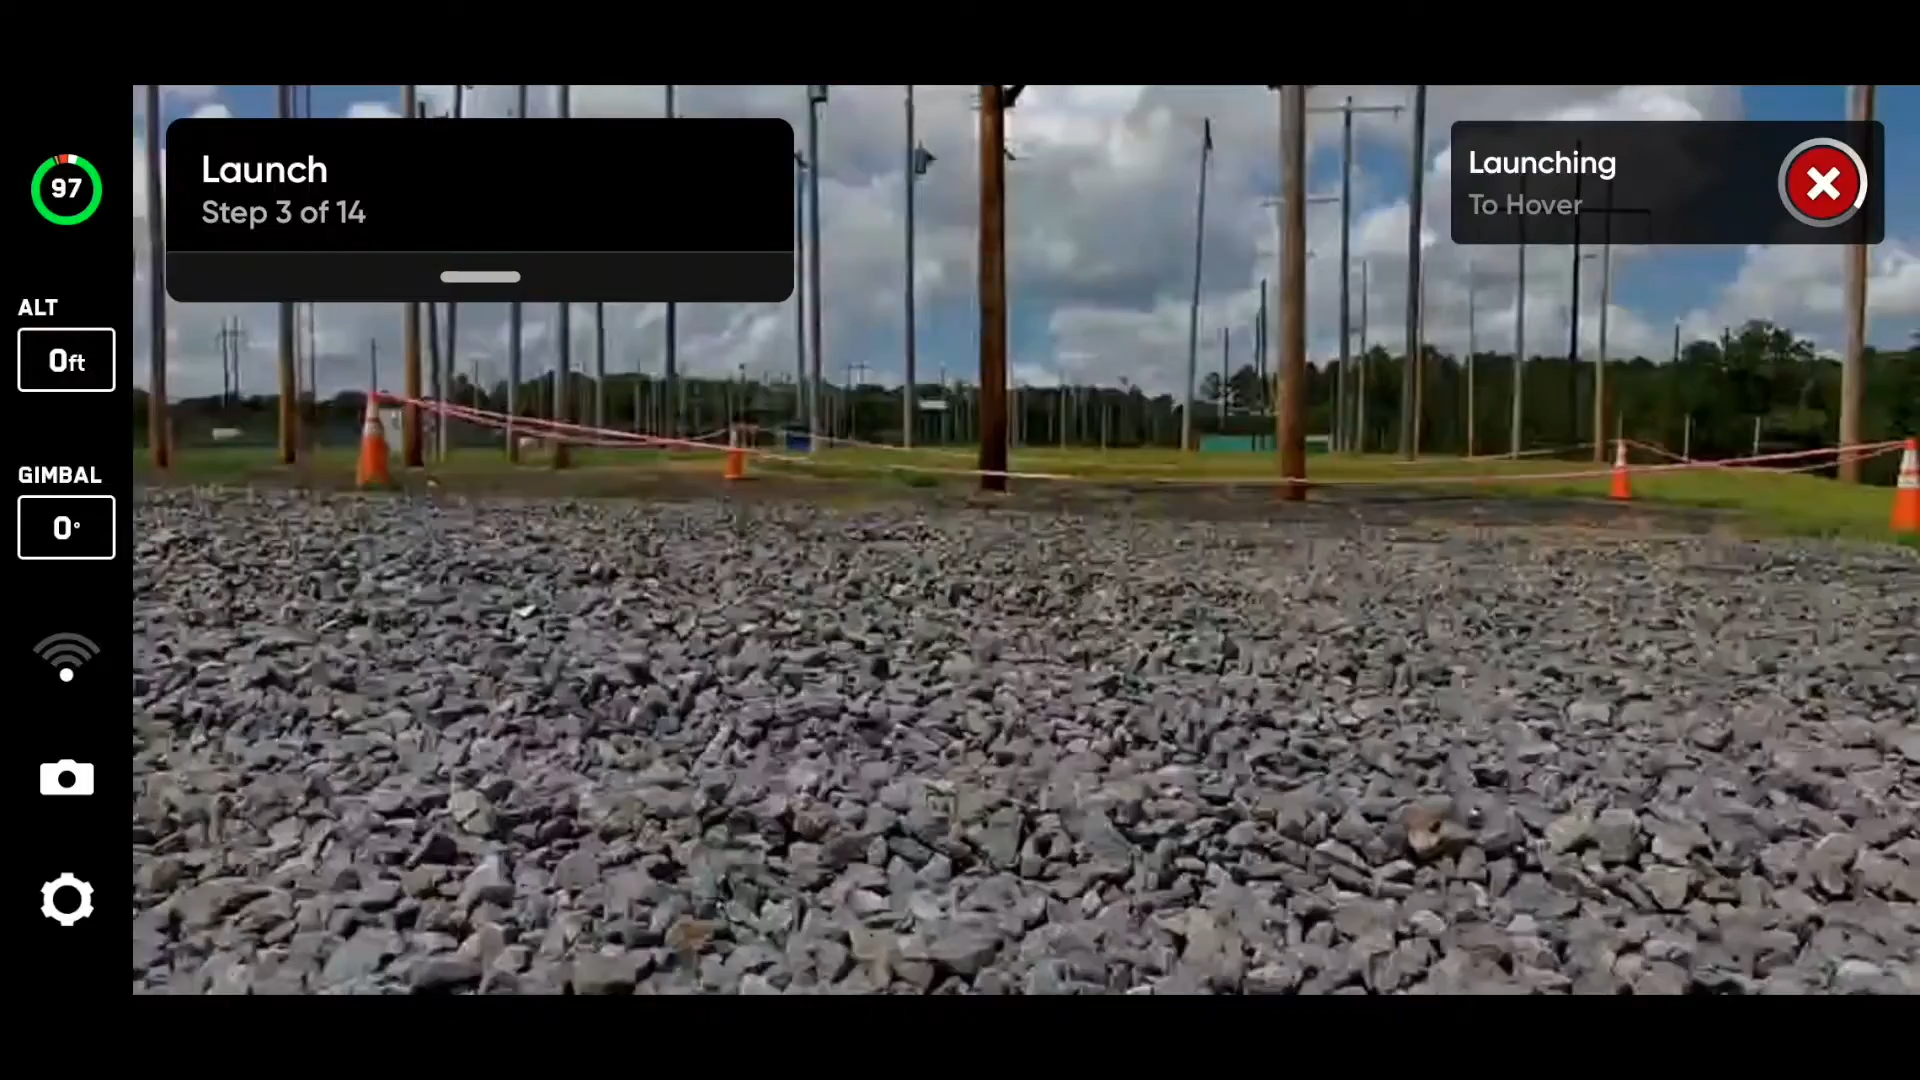 97
ALT
0ft
GIMBAL
0°
Launch
Step 3 of 14
Launching
To Hover